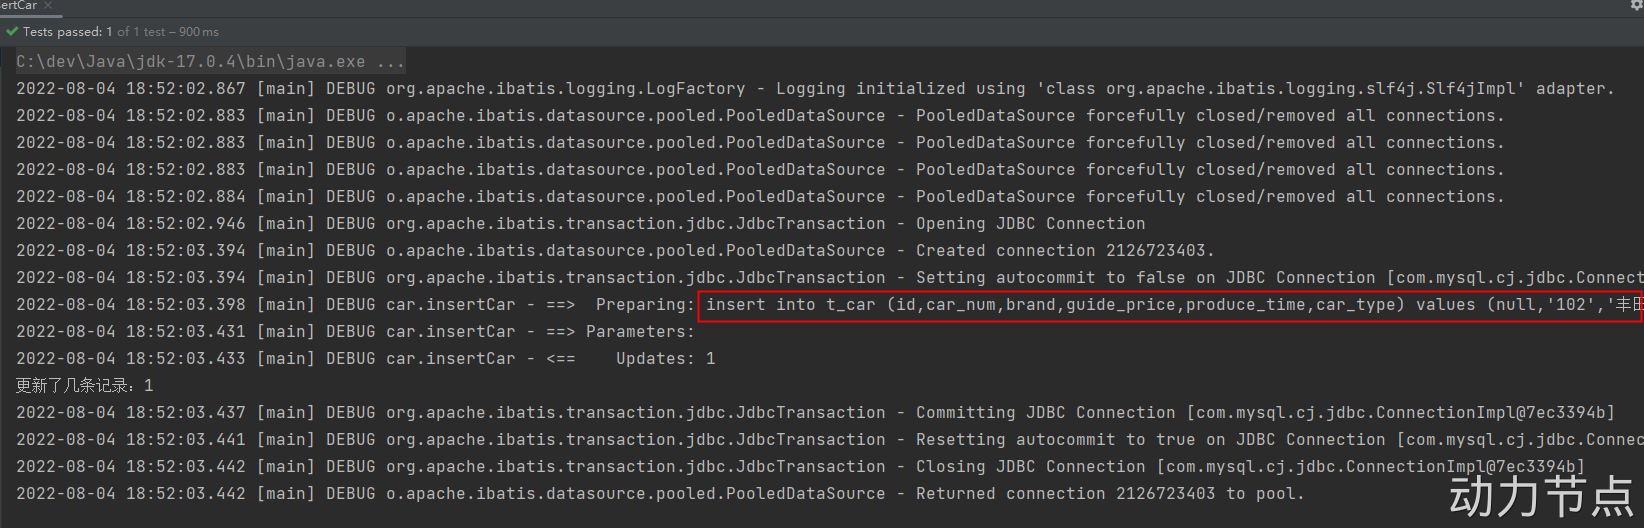 ertCar ×
Tests passed: 1 of 1 test – 900 ms
C:\dev\Java\jdk-17.0.4\bin\java.exe ...
2022-08-04 18:52:02.867 [main] DEBUG org.apache.ibatis.logging.LogFactory - Logging initialized using 'class org.apache.ibatis.logging.slf4j.Slf4jImpl' adapter.
2022-08-04 18:52:02.883 [main] DEBUG o.apache.ibatis.datasource.pooled.PooledDataSource - PooledDataSource forcefully closed/removed all connections.
2022-08-04 18:52:02.883 [main] DEBUG o.apache.ibatis.datasource.pooled.PooledDataSource - PooledDataSource forcefully closed/removed all connections.
2022-08-04 18:52:02.883 [main] DEBUG o.apache.ibatis.datasource.pooled.PooledDataSource - PooledDataSource forcefully closed/removed all connections.
2022-08-04 18:52:02.884 [main] DEBUG o.apache.ibatis.datasource.pooled.PooledDataSource - PooledDataSource forcefully closed/removed all connections.
2022-08-04 18:52:02.946 [main] DEBUG org.apache.ibatis.transaction.jdbc.JdbcTransaction - Opening JDBC Connection
2022-08-04 18:52:03.394 [main] DEBUG o.apache.ibatis.datasource.pooled.PooledDataSource - Created connection 2126723403.
2022-08-04 18:52:03.394 [main] DEBUG org.apache.ibatis.transaction.jdbc.JdbcTransaction - Setting autocommit to false on JDBC Connection [com.mysql.cj.jdbc.Connect
2022-08-04 18:52:03.398 [main] DEBUG car.insertCar - ==>  Preparing: insert into t_car (id,car_num,brand,guide_price,produce_time,car_type) values (null,'102','丰田
2022-08-04 18:52:03.431 [main] DEBUG car.insertCar - ==> Parameters:
2022-08-04 18:52:03.433 [main] DEBUG car.insertCar - <==    Updates: 1
更新了几条记录：1
2022-08-04 18:52:03.437 [main] DEBUG org.apache.ibatis.transaction.jdbc.JdbcTransaction - Committing JDBC Connection [com.mysql.cj.jdbc.ConnectionImpl@7ec3394b]
2022-08-04 18:52:03.441 [main] DEBUG org.apache.ibatis.transaction.jdbc.JdbcTransaction - Resetting autocommit to true on JDBC Connection [com.mysql.cj.jdbc.Connec
2022-08-04 18:52:03.442 [main] DEBUG org.apache.ibatis.transaction.jdbc.JdbcTransaction - Closing JDBC Connection [com.mysql.cj.jdbc.ConnectionImpl@7ec3394b]
2022-08-04 18:52:03.442 [main] DEBUG o.apache.ibatis.datasource.pooled.PooledDataSource - Returned connection 2126723403 to pool.
动力节点